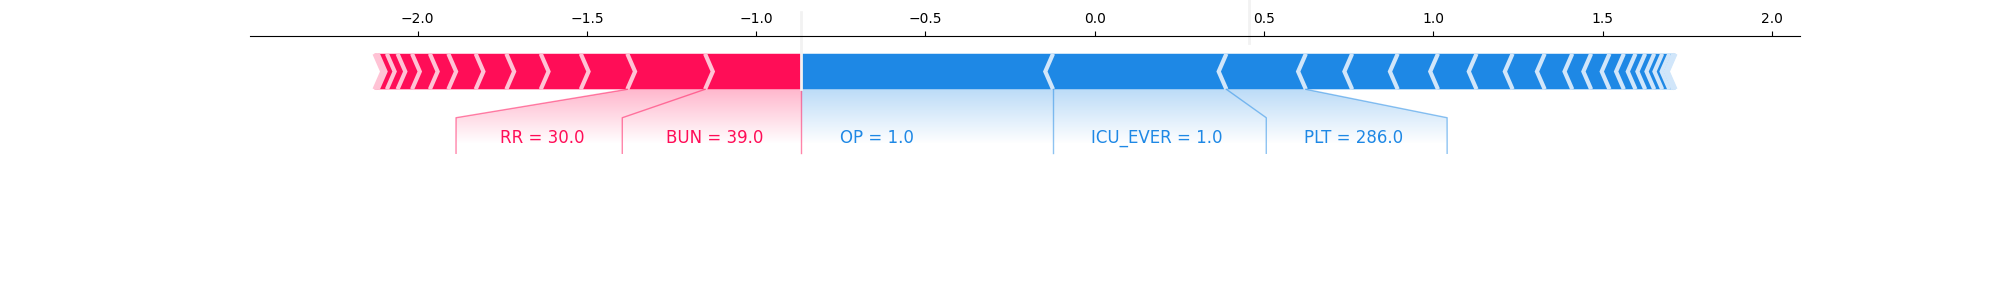 −2.0 −1.5 −1.0 −0.5 0.0 0.5 1.0 1.5 2.0
RR = 30.0 BUN = 39.0 OP = 1.0 ICU_EVER = 1.0 PLT = 286.0